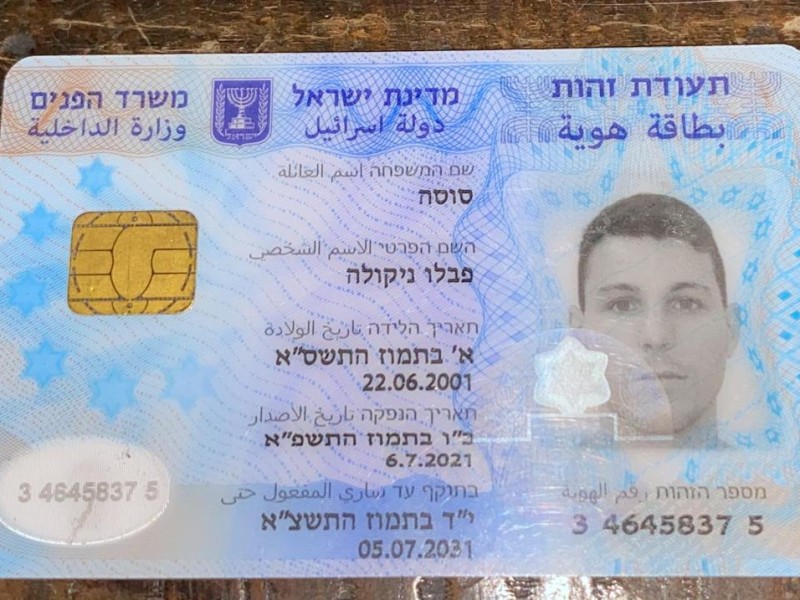 תעודת זהות
بطاقة هوية
מדינת ישראל
دولة اسرائيل
משרד הפנים
وزارة الداخلية
ישראל
שם המשפחה اسم العائلة
סוסה
השם הפרטי الاسم الشخصي
פבלו ניקולה
תאריך הלידה تاريخ الولادة
א' בתמוז התשס"א
22.06.2001
תאריך הנפקה تاريخ الاصدار
כ"ו בתמוז התשפ"א
6.7.2021
בתוקף עד ساري المفعول حتى
י"ד בתמוז התשצ"א
05.07.2031
מספר הזהות رقم الهوية
3 4645837 5
3 4645837 5